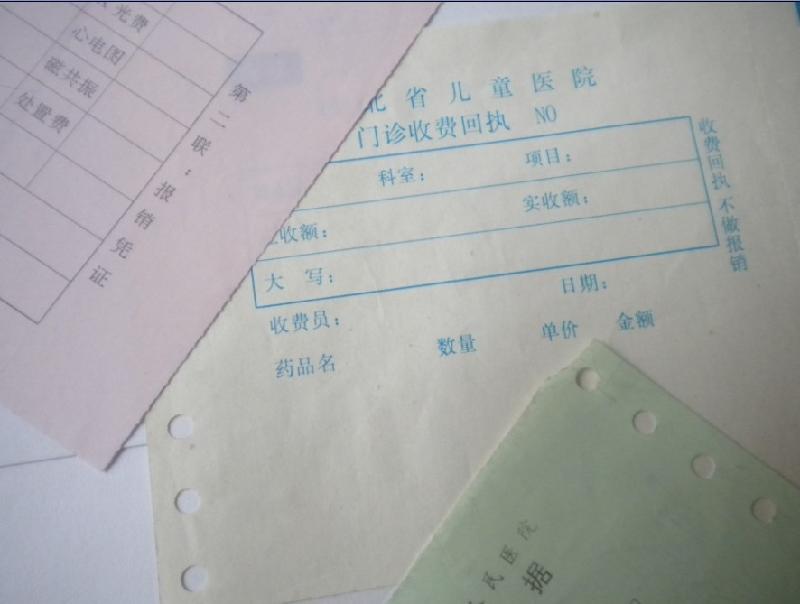 光费
心电图
磁共振
处置费
第二联：报销凭证
北省儿童医院
门诊收费回执 NO
科室： 项目：
收额： 实收额：
大 写：
收费回执 不做报销
收费员： 日期：
药品名 数量 单价 金额
民医院
据